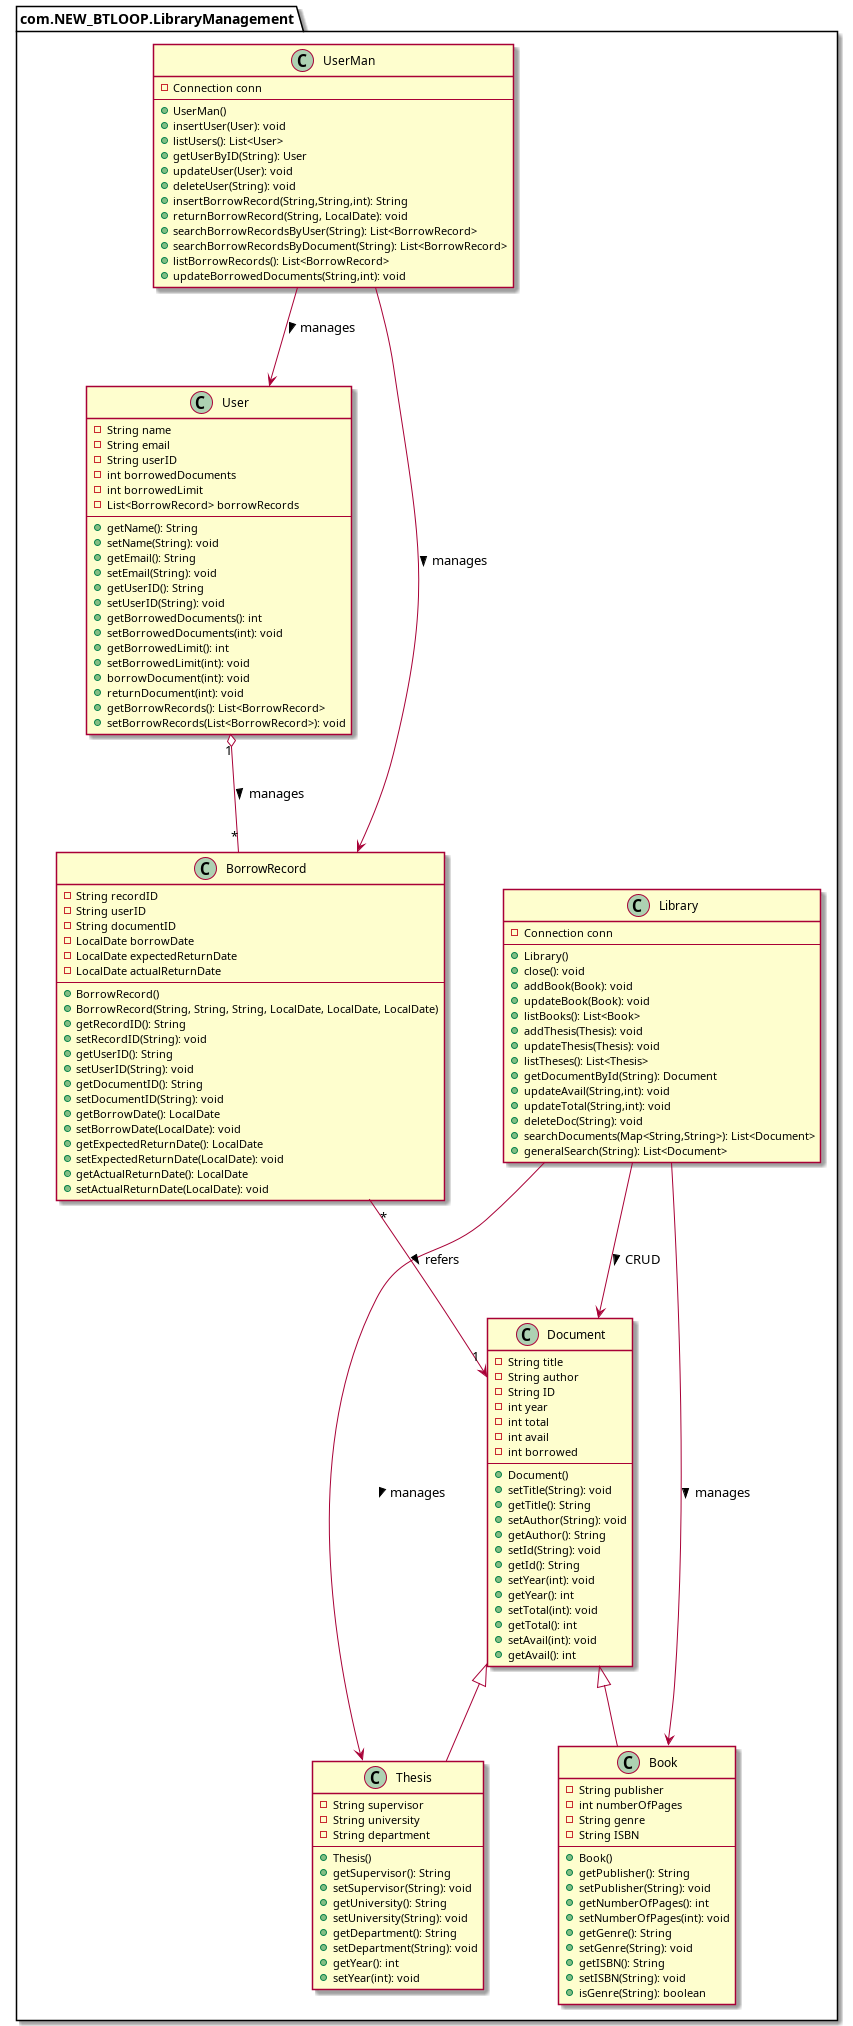 com.NEW_BTLOOP.LibraryManagement
C UserMan
Connection conn
UserMan()
insertUser(User): void
listUsers(): List<User>
getUserByID(String): User
updateUser(User): void
deleteUser(String): void
insertBorrowRecord(String,String,int): String
returnBorrowRecord(String, LocalDate): void
searchBorrowRecordsByUser(String): List<BorrowRecord>
searchBorrowRecordsByDocument(String): List<BorrowRecord>
listBorrowRecords(): List<BorrowRecord>
updateBorrowedDocuments(String,int): void
manages
C User
String name
String email
String userID
int borrowedDocuments
int borrowedLimit
List<BorrowRecord> borrowRecords
getName(): String
setName(String): void
getEmail(): String
setEmail(String): void
getUserID(): String
setUserID(String): void
getBorrowedDocuments(): int
setBorrowedDocuments(int): void
getBorrowedLimit(): int
setBorrowedLimit(int): void
borrowDocument(int): void
returnDocument(int): void
getBorrowRecords(): List<BorrowRecord>
setBorrowRecords(List<BorrowRecord>): void
manages
1
manages
*
C BorrowRecord
String recordID
String userID
String documentID
LocalDate borrowDate
LocalDate expectedReturnDate
LocalDate actualReturnDate
BorrowRecord()
BorrowRecord(String, String, String, LocalDate, LocalDate, LocalDate)
getRecordID(): String
setRecordID(String): void
getUserID(): String
setUserID(String): void
getDocumentID(): String
setDocumentID(String): void
getBorrowDate(): LocalDate
setBorrowDate(LocalDate): void
getExpectedReturnDate(): LocalDate
setExpectedReturnDate(LocalDate): void
getActualReturnDate(): LocalDate
setActualReturnDate(LocalDate): void
C Library
Connection conn
Library()
close(): void
addBook(Book): void
updateBook(Book): void
listBooks(): List<Book>
addThesis(Thesis): void
updateThesis(Thesis): void
listTheses(): List<Thesis>
getDocumentById(String): Document
updateAvail(String,int): void
updateTotal(String,int): void
deleteDoc(String): void
searchDocuments(Map<String,String>): List<Document>
generalSearch(String): List<Document>
*
refers
CRUD
1
C Document
String title
String author
String ID
int year
int total
int avail
int borrowed
Document()
setTitle(String): void
getTitle(): String
setAuthor(String): void
getAuthor(): String
setId(String): void
getId(): String
setYear(int): void
getYear(): int
setTotal(int): void
getTotal(): int
setAvail(int): void
getAvail(): int
manages
manages
C Thesis
String supervisor
String university
String department
Thesis()
getSupervisor(): String
setSupervisor(String): void
getUniversity(): String
setUniversity(String): void
getDepartment(): String
setDepartment(String): void
getYear(): int
setYear(int): void
C Book
String publisher
int numberOfPages
String genre
String ISBN
Book()
getPublisher(): String
setPublisher(String): void
getNumberOfPages(): int
setNumberOfPages(int): void
getGenre(): String
setGenre(String): void
getISBN(): String
setISBN(String): void
isGenre(String): boolean